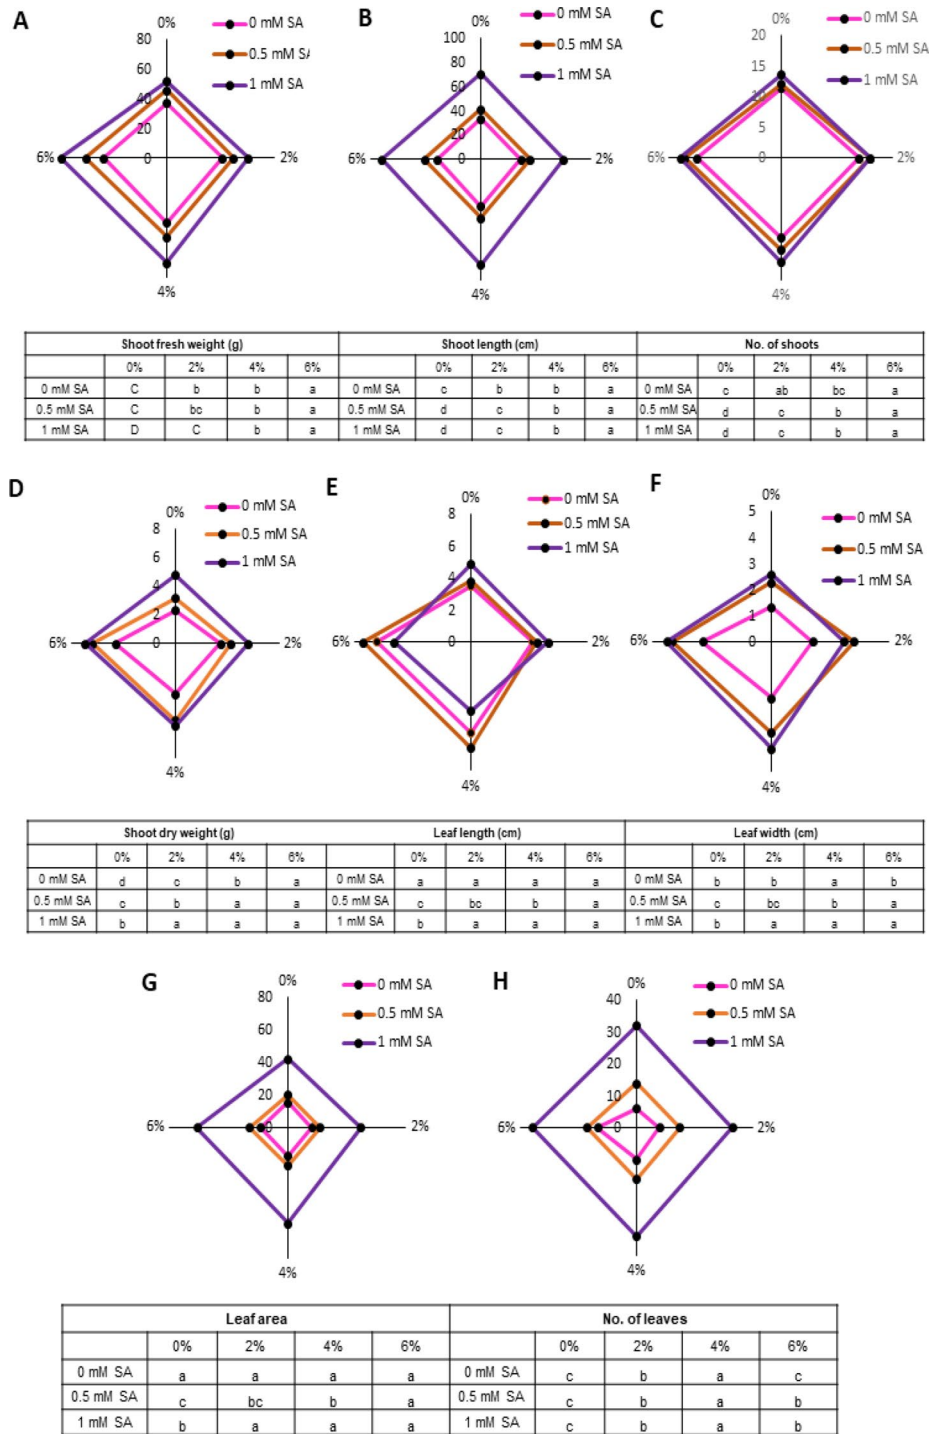 A
0%
80
60
40
20
0
6%
2%
4%
0 mM SA
0.5 mM SA
1 mM SA
B
0%
100
80
60
40
20
0
6%
2%
4%
0 mM SA
0.5 mM SA
1 mM SA
C
0%
20
15
10
5
0
6%
2%
4%
0 mM SA
0.5 mM SA
1 mM SA
Shoot fresh weight (g) Shoot length (cm) No. of shoots
0% 2% 4% 6% 0% 2% 4% 6% 0% 2% 4% 6%
0 mM SA C b b a 0 mM SA c b b a 0 mM SA c ab bc a
0.5 mM SA C bc b a 0.5 mM SA d c b a 0.5 mM SA d c b a
1 mM SA D C b a 1 mM SA d c b a 1 mM SA d c b a
D
0%
8
6
4
2
0
6%
2%
4%
0 mM SA
0.5 mM SA
1 mM SA
E
0%
8
6
4
2
0
6%
2%
4%
0 mM SA
0.5 mM SA
1 mM SA
F
0%
5
4
3
2
1
0
6%
2%
4%
0 mM SA
0.5 mM SA
1 mM SA
Shoot dry weight (g) Leaf length (cm) Leaf width (cm)
0% 2% 4% 6% 0% 2% 4% 6% 0% 2% 4% 6%
0 mM SA d c b a 0 mM SA a a a a 0 mM SA b b a b
0.5 mM SA c b a a 0.5 mM SA c bc b a 0.5 mM SA c bc b a
1 mM SA b a a a 1 mM SA b a a a 1 mM SA b a a a
G
0%
80
60
40
20
0
6%
2%
4%
0 mM SA
0.5 mM SA
1 mM SA
H
0%
40
30
20
10
0
6%
2%
4%
0 mM SA
0.5 mM SA
1 mM SA
Leaf area No. of leaves
0% 2% 4% 6% 0% 2% 4% 6%
0 mM SA a a a a 0 mM SA c b a c
0.5 mM SA c bc b a 0.5 mM SA c b a b
1 mM SA b a a a 1 mM SA c b a b